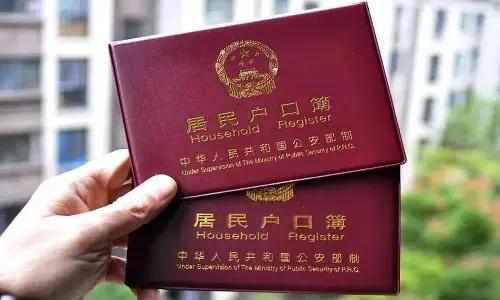 居民户口簿
Household Register
中华人民共和国公安部制
Under Supervision of The Ministry of Public Security of P.R.C.
居民户口簿
Household Register
中华人民共和国公安部制
Under Supervision of The Ministry of Public Security of P.R.C.